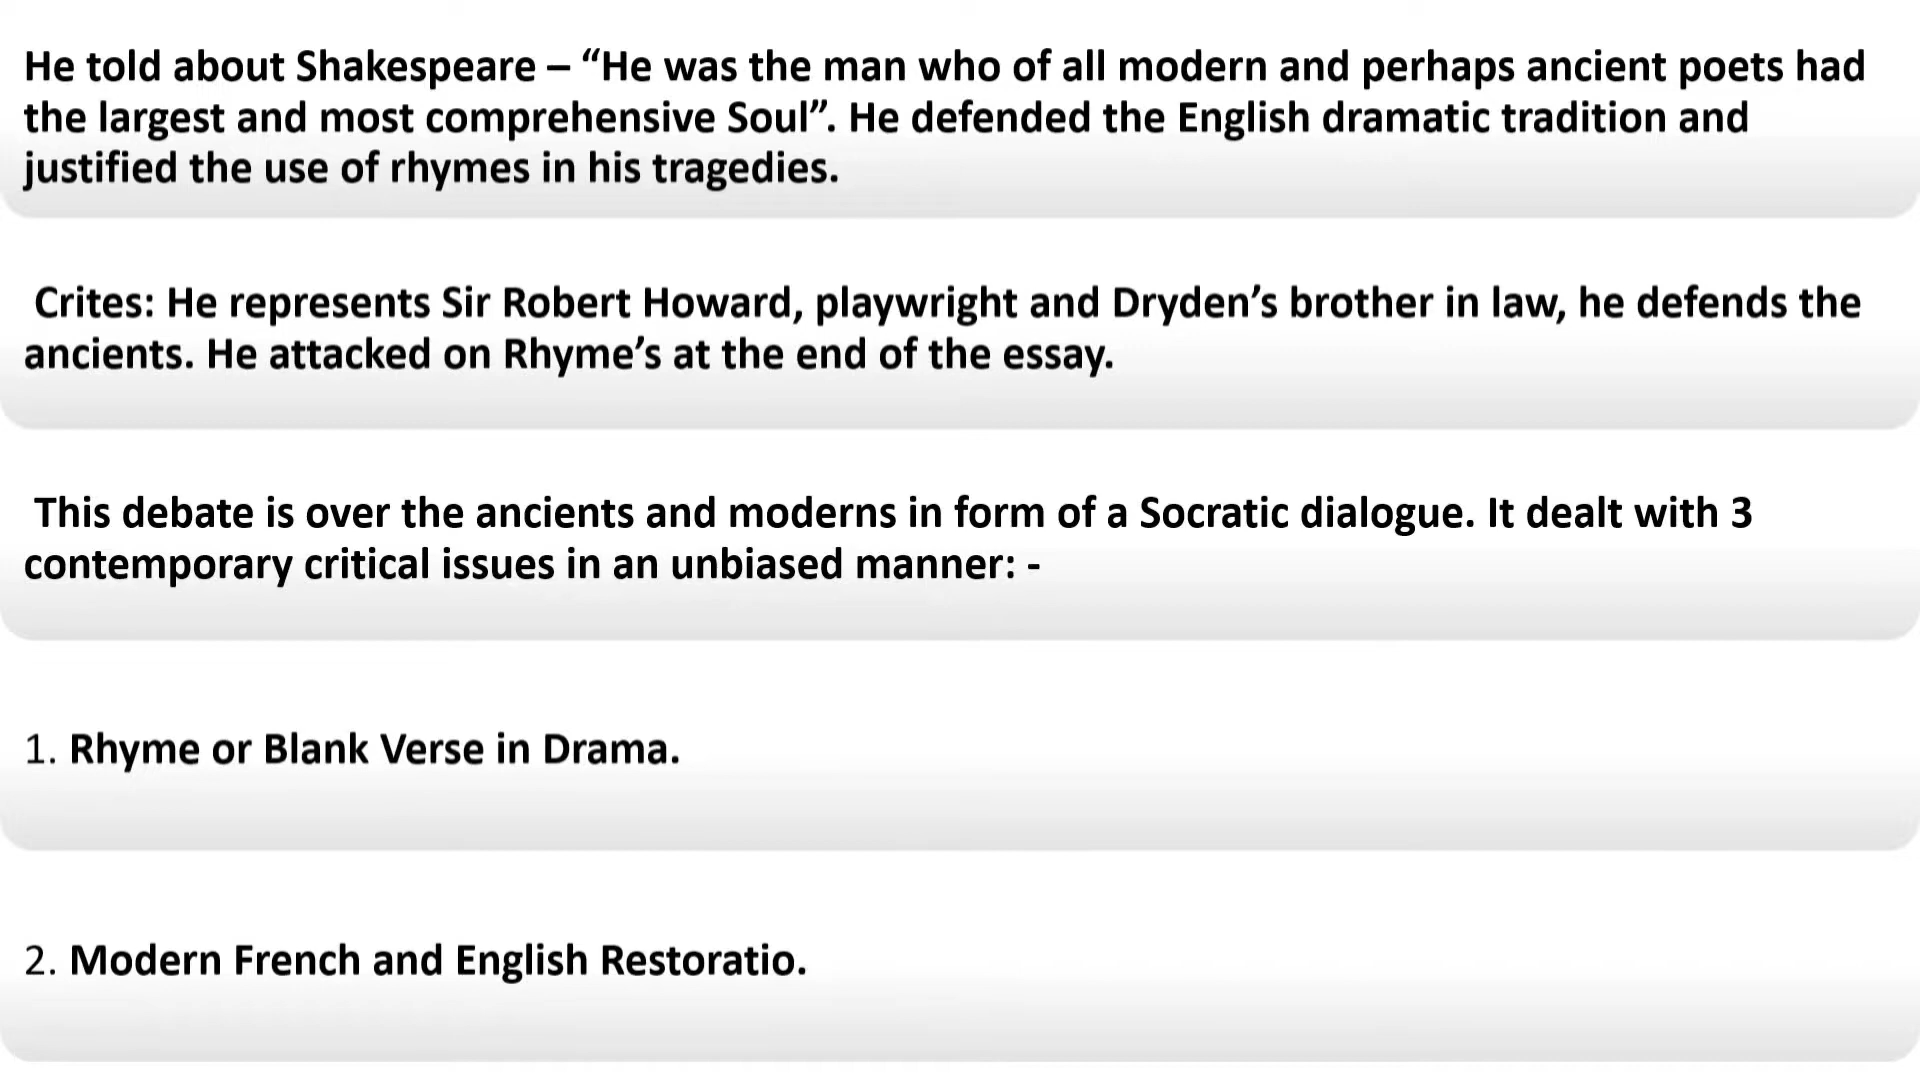 He told about Shakespeare – “He was the man who of all modern and perhaps ancient poets had
the largest and most comprehensive Soul”. He defended the English dramatic tradition and
justified the use of rhymes in his tragedies.
Crites: He represents Sir Robert Howard, playwright and Dryden’s brother in law, he defends the
ancients. He attacked on Rhyme’s at the end of the essay.
This debate is over the ancients and moderns in form of a Socratic dialogue. It dealt with 3
contemporary critical issues in an unbiased manner: -
1. Rhyme or Blank Verse in Drama.
2. Modern French and English Restoratio.